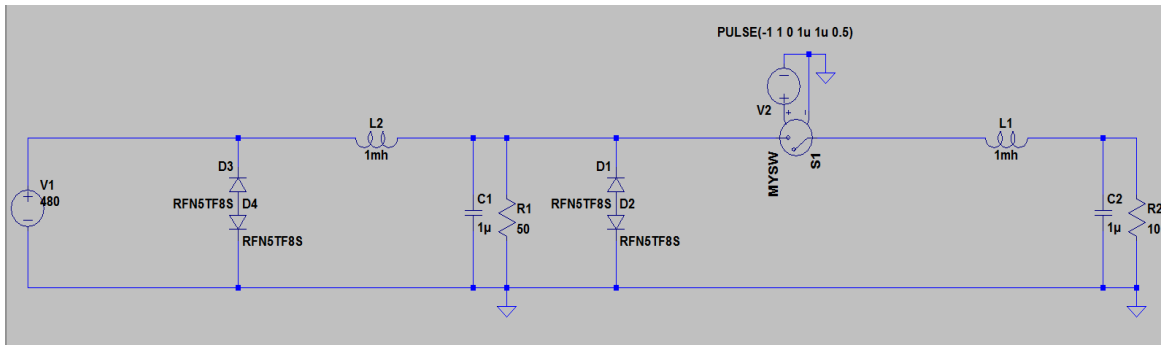 PULSE(-1 1 0 1u 1u 0.5)
V2
+
-
MYSW
S1
L2
1mh
L1
1mh
V1
480
D3
RFN5TF8S
D4
RFN5TF8S
C1
1µ
R1
50
D1
RFN5TF8S
D2
RFN5TF8S
C2
1µ
R2
10